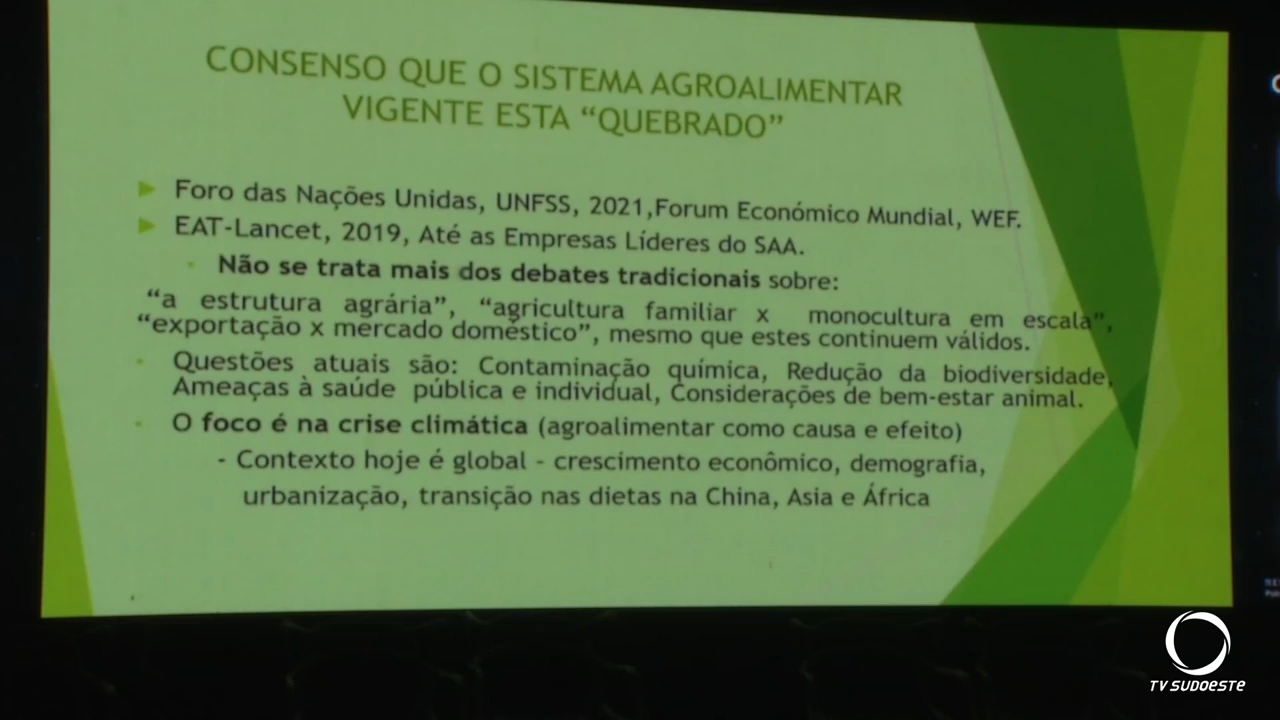 CONSENSO QUE O SISTEMA AGROALIMENTAR
VIGENTE ESTA “QUEBRADO”
Foro das Nações Unidas, UNFSS, 2021,Forum Económico Mundial, WEF.
EAT-Lancet, 2019, Até as Empresas Líderes do SAA.
Não se trata mais dos debates tradicionais sobre:
“a estrutura agrária”, “agricultura familiar x monocultura em escala”,
“exportação x mercado doméstico”, mesmo que estes continuem válidos.
Questões atuais são: Contaminação química, Redução da biodiversidade,
Ameaças à saúde pública e individual, Considerações de bem-estar animal.
O foco é na crise climática (agroalimentar como causa e efeito)
- Contexto hoje é global - crescimento econômico, demografia,
urbanização, transição nas dietas na China, Asia e África
TV SUDOESTE